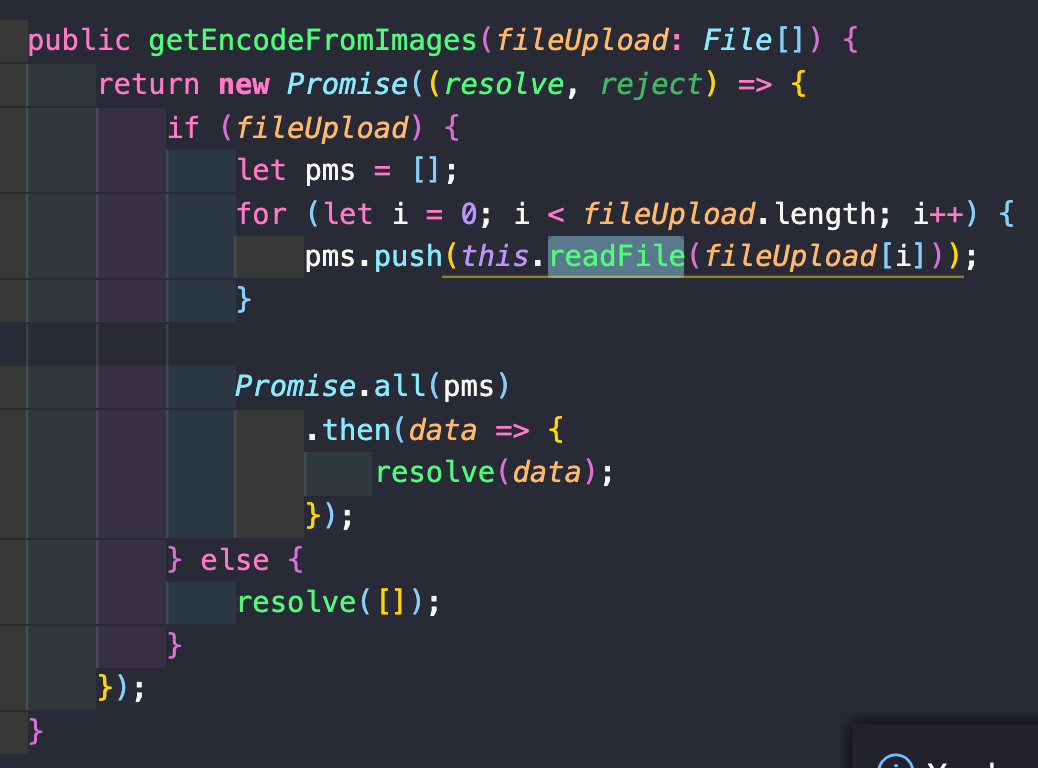 public getEncodeFromImages(fileUpload: File[]) {
return new Promise((resolve, reject) => {
if (fileUpload) {
let pms = [];
for (let i = 0; i < fileUpload.length; i++) {
pms.push(this.readFile(fileUpload[i]));
}
Promise.all(pms)
.then(data => {
resolve(data);
});
} else {
resolve([]);
}
});
}